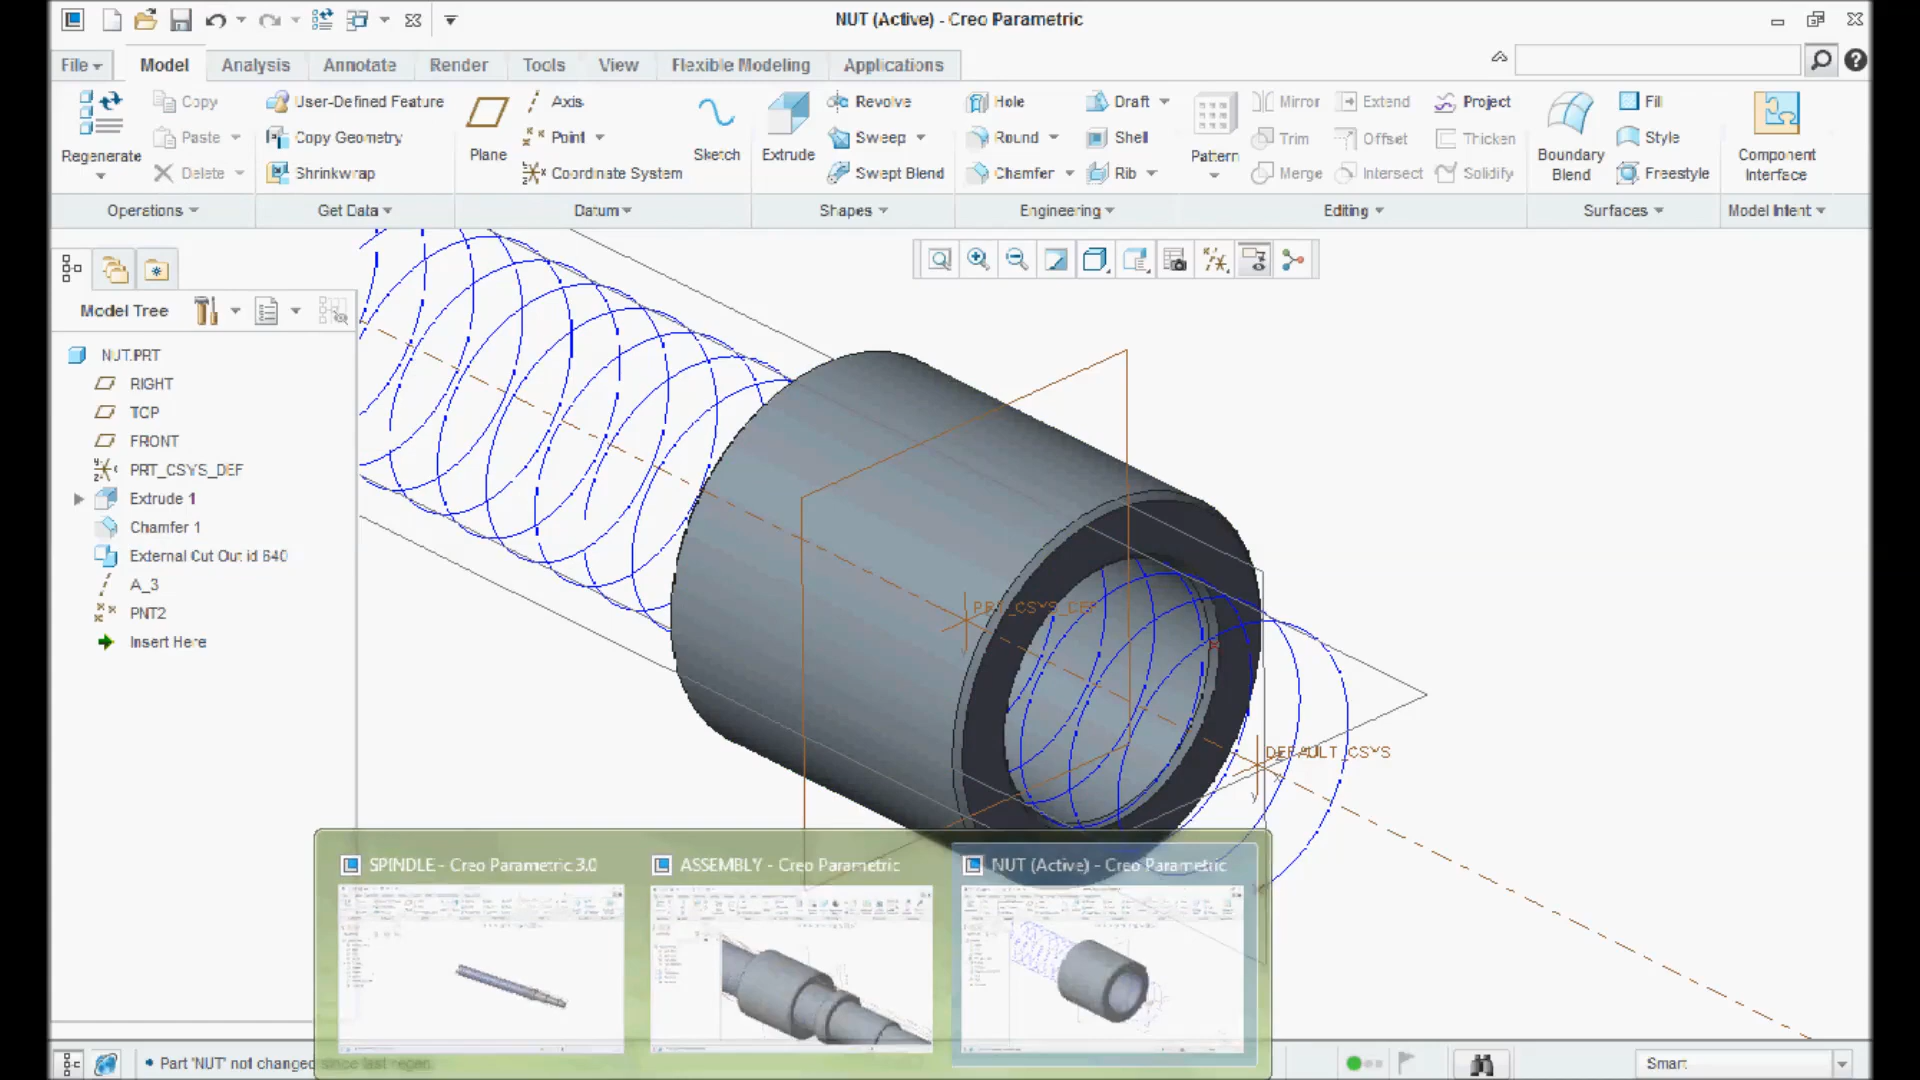 NUT (Active) - Creo Parametric
File
Model
Analysis
Annotate
Render
Tools
View
Flexible Modeling
Applications
Regenerate
Copy
Paste
Delete
User-Defined Feature
Copy Geometry
Shrinkwrap
Plane
Axis
Point
Coordinate System
Sketch
Extrude
Revolve
Sweep
Swept Blend
Hole
Round
Chamfer
Draft
Shell
Rib
Pattern
Mirror
Trim
Merge
Extend
Offset
Intersect
Project
Thicken
Solidify
Boundary
Blend
Fill
Style
Freestyle
Component
Interface
Operations
Get Data
Datum
Shapes
Engineering
Editing
Surfaces
Model Intent
Model Tree
NUT.PRT
RIGHT
TOP
FRONT
PRT_CSYS_DEF
Extrude 1
Chamfer 1
External Cut Out id 640
A_3
PNT2
Insert Here
PRT_CSYS_DEF
DEFAULT_CSYS
SPINDLE - Creo Parametric 3.0
ASSEMBLY - Creo Parametric
NUT (Active) - Creo Parametric
Part 'NUT' not changed since last regen.
Smart